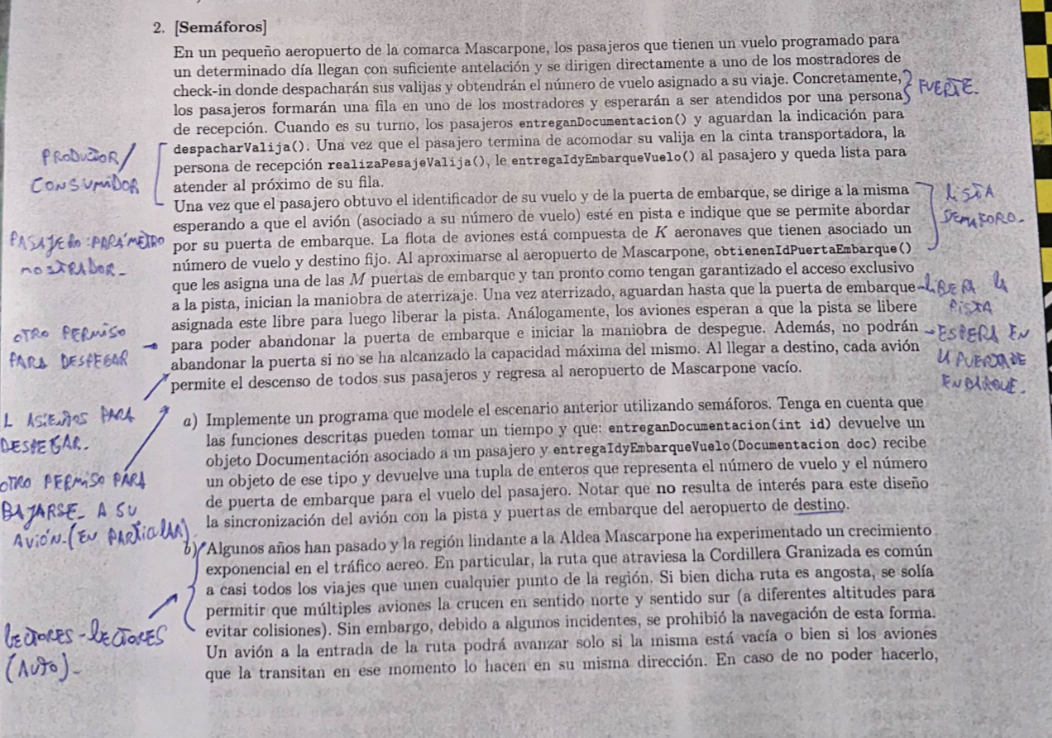 2. [Semáforos]
En un pequeño aeropuerto de la comarca Mascarpone, los pasajeros que tienen un vuelo programado para
un determinado día llegan con suficiente antelación y se dirigen directamente a uno de los mostradores de
check-in donde despacharán sus valijas y obtendrán el número de vuelo asignado a su viaje. Concretamente,
los pasajeros formarán una fila en uno de los mostradores y esperarán a ser atendidos por una persona
FUERTE.
de recepción. Cuando es su turno, los pasajeros entreganDocumentacion() y aguardan la indicación para
despacharValija(). Una vez que el pasajero termina de acomodar su valija en la cinta transportadora, la
persona de recepción realizaPesajeValija(), le entregaIdyEmbarqueVuelo() al pasajero y queda lista para
atender al próximo de su fila.
PRODUCTOR/
CONSUMIDOR
Una vez que el pasajero obtuvo el identificador de su vuelo y de la puerta de embarque, se dirige a la misma
esperando a que el avión (asociado a su número de vuelo) esté en pista e indique que se permite abordar
por su puerta de embarque. La flota de aviones está compuesta de K aeronaves que tienen asociado un
número de vuelo y destino fijo. Al aproximarse al aeropuerto de Mascarpone, obtienenIdPuertaEmbarque()
que les asigna una de las M puertas de embarque y tan pronto como tengan garantizado el acceso exclusivo
a la pista, inician la maniobra de aterrizaje. Una vez aterrizado, aguardan hasta que la puerta de embarque
asignada este libre para luego liberar la pista. Análogamente, los aviones esperan a que la pista se libere
para poder abandonar la puerta de embarque e iniciar la maniobra de despegue. Además, no podrán
abandonar la puerta si no se ha alcanzado la capacidad máxima del mismo. Al llegar a destino, cada avión
permite el descenso de todos sus pasajeros y regresa al aeropuerto de Mascarpone vacío.
LISTA
SEMAFORO.
PASAJERO: PARÁMETRO
MOSTRADOR.
LIBERA la
PISTA
ESPERA EN
LA PUERTA DE
EMBARQUE.
OTRO PERMISO
PARA DESPEGAR
L ASIENTOS PARA
DESPEGAR.
OTRO PERMISO PARA
BAJARSE A SU
AVIÓN. (EN PARTICULAR)
a) Implemente un programa que modele el escenario anterior utilizando semáforos. Tenga en cuenta que
las funciones descritas pueden tomar un tiempo y que: entreganDocumentacion(int id) devuelve un
objeto Documentación asociado a un pasajero y entregaIdyEmbarqueVuelo(Documentacion doc) recibe
un objeto de ese tipo y devuelve una tupla de enteros que representa el número de vuelo y el número
de puerta de embarque para el vuelo del pasajero. Notar que no resulta de interés para este diseño
la sincronización del avión con la pista y puertas de embarque del aeropuerto de destino.
b) Algunos años han pasado y la región lindante a la Aldea Mascarpone ha experimentado un crecimiento
exponencial en el tráfico aereo. En particular, la ruta que atraviesa la Cordillera Granizada es común
a casi todos los viajes que unen cualquier punto de la región. Si bien dicha ruta es angosta, se solía
permitir que múltiples aviones la crucen en sentido norte y sentido sur (a diferentes altitudes para
evitar colisiones). Sin embargo, debido a algunos incidentes, se prohibió la navegación de esta forma.
Un avión a la entrada de la ruta podrá avanzar solo si la misma está vacía o bien si los aviones
que la transitan en ese momento lo hacen en su misma dirección. En caso de no poder hacerlo,
LECTORES-LECTORES
(AUTO).